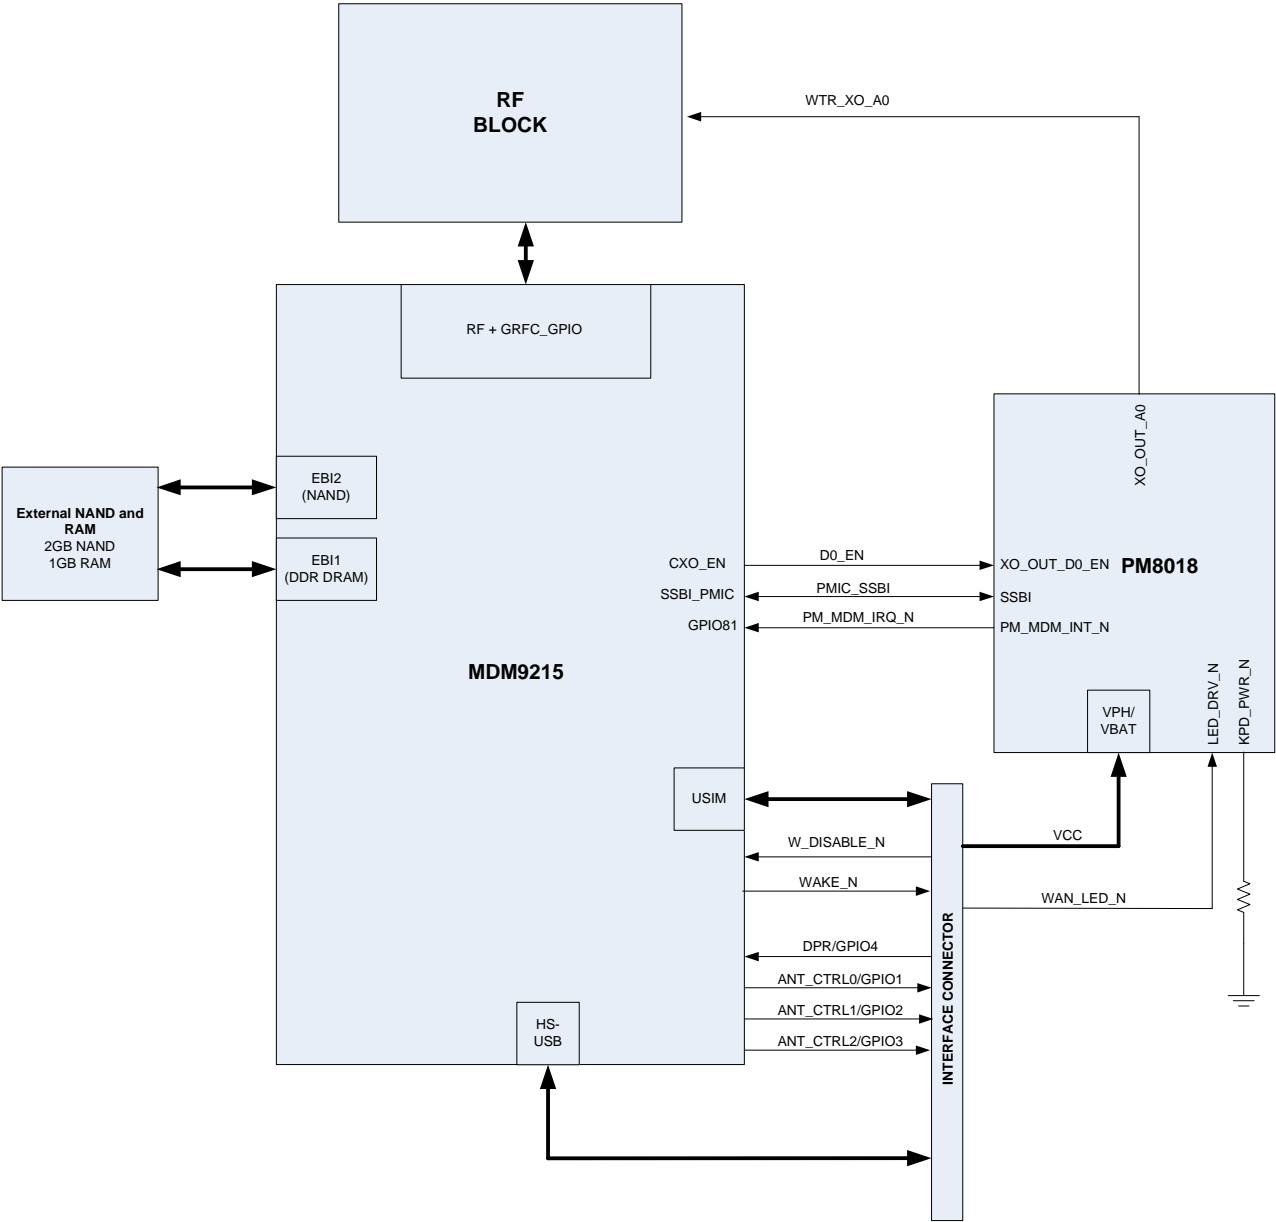 RF
BLOCK
WTR_XO_A0
RF + GRFC_GPIO
XO_OUT_A0
EBI2
(NAND)
External NAND and
RAM
2GB NAND
1GB RAM
EBI1
(DDR DRAM)
CXO_EN
D0_EN
XO_OUT_D0_EN
PM8018
SSBI_PMIC
PMIC_SSBI
SSBI
GPIO81
PM_MDM_IRQ_N
PM_MDM_INT_N
MDM9215
VPH/
VBAT
LED_DRV_N
KPD_PWR_N
USIM
W_DISABLE_N
VCC
WAKE_N
WAN_LED_N
DPR/GPIO4
ANT_CTRL0/GPIO1
ANT_CTRL1/GPIO2
ANT_CTRL2/GPIO3
INTERFACE CONNECTOR
HS-
USB